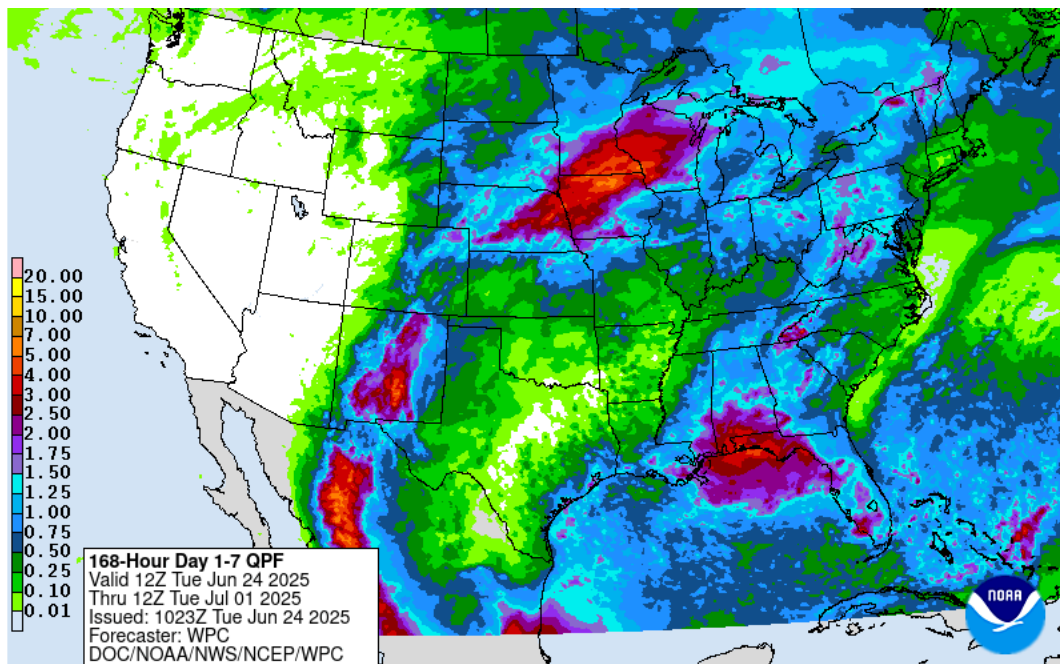 20.00
15.00
10.00
7.00
5.00
4.00
3.00
2.50
2.00
1.75
1.50
1.25
1.00
0.75
0.50
0.25
0.10
0.01
168-Hour Day 1-7 QPF
Valid 12Z Tue Jun 24 2025
Thru 12Z Tue Jul 01 2025
Issued: 1023Z Tue Jun 24 2025
Forecaster: WPC
DOC/NOAA/NWS/NCEP/WPC
NOAA